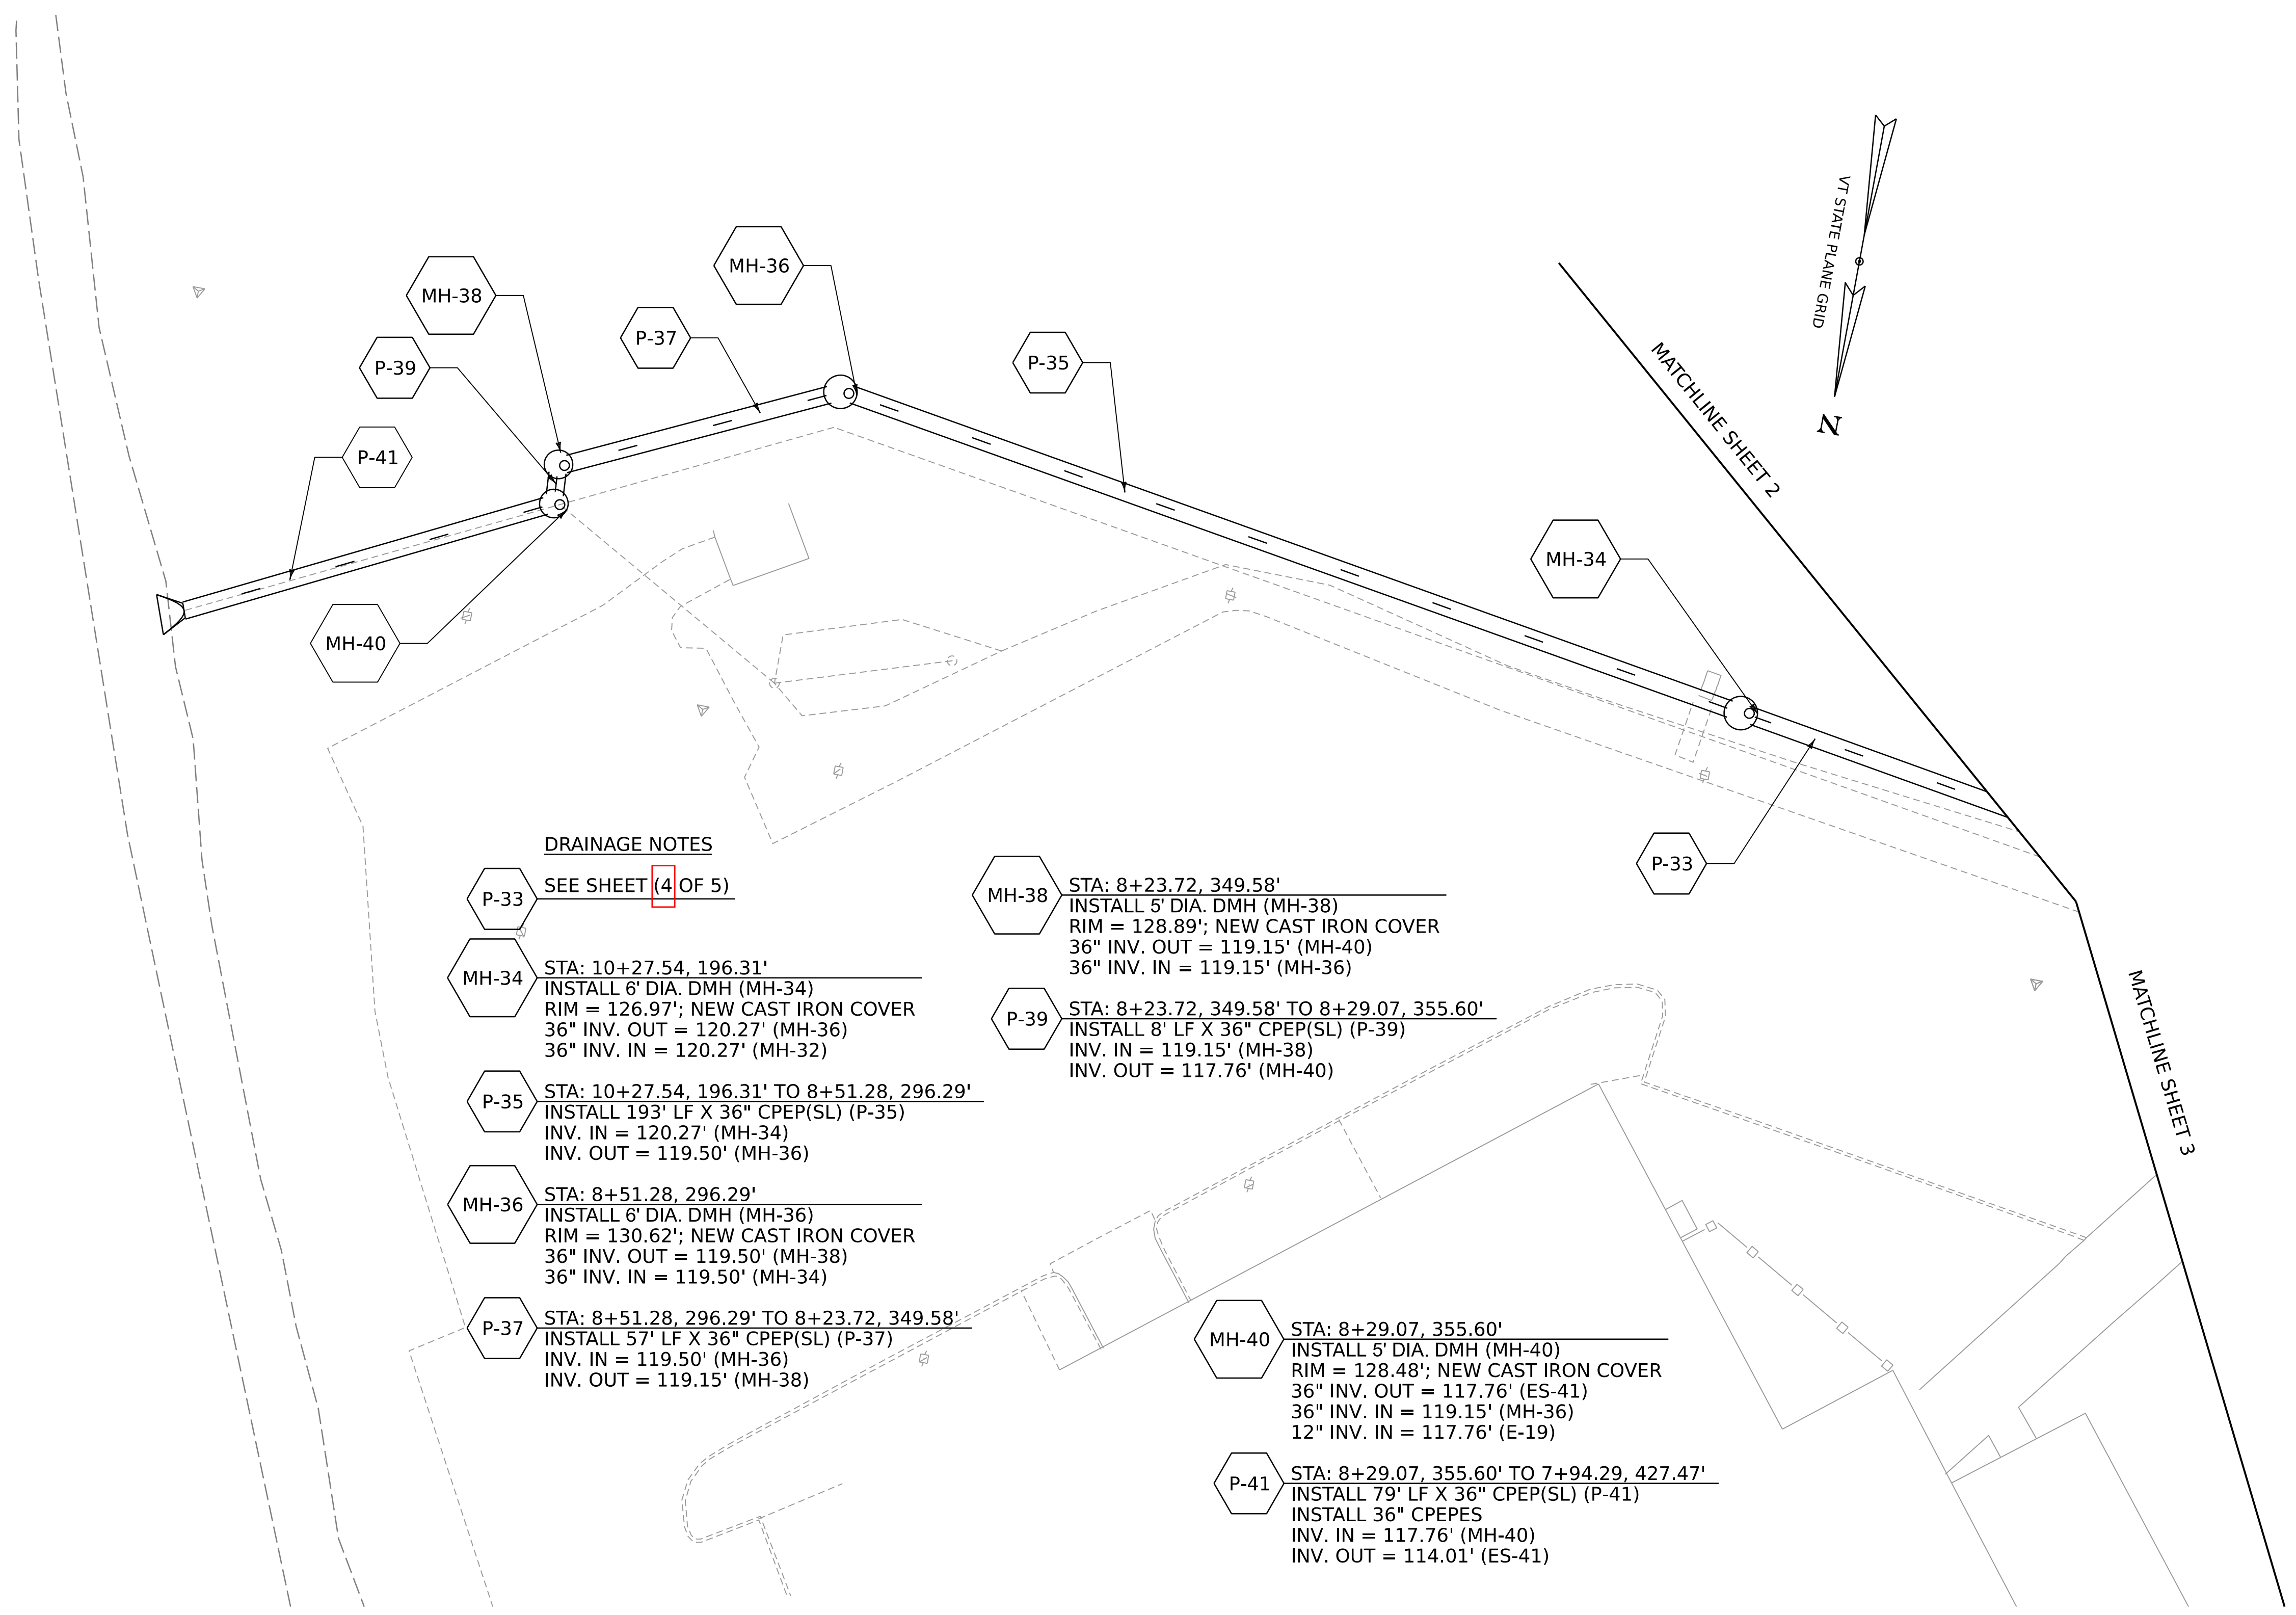 VT STATE PLANE GRID
N
MATCHLINE SHEET 2
MATCHLINE SHEET 3
MH-36
MH-38
P-37
P-39
P-35
P-41
MH-34
MH-40
P-33
DRAINAGE NOTES
P-33
SEE SHEET (4 OF 5)
MH-34
STA: 10+27.54, 196.31'
INSTALL 6' DIA. DMH (MH-34)
RIM = 126.97'; NEW CAST IRON COVER
36" INV. OUT = 120.27' (MH-36)
36" INV. IN = 120.27' (MH-32)
P-35
STA: 10+27.54, 196.31' TO 8+51.28, 296.29'
INSTALL 193' LF X 36" CPEP(SL) (P-35)
INV. IN = 120.27' (MH-34)
INV. OUT = 119.50' (MH-36)
MH-36
STA: 8+51.28, 296.29'
INSTALL 6' DIA. DMH (MH-36)
RIM = 130.62'; NEW CAST IRON COVER
36" INV. OUT = 119.50' (MH-38)
36" INV. IN = 119.50' (MH-34)
P-37
STA: 8+51.28, 296.29' TO 8+23.72, 349.58'
INSTALL 57' LF X 36" CPEP(SL) (P-37)
INV. IN = 119.50' (MH-36)
INV. OUT = 119.15' (MH-38)
MH-38
STA: 8+23.72, 349.58'
INSTALL 5' DIA. DMH (MH-38)
RIM = 128.89'; NEW CAST IRON COVER
36" INV. OUT = 119.15' (MH-40)
36" INV. IN = 119.15' (MH-36)
P-39
STA: 8+23.72, 349.58' TO 8+29.07, 355.60'
INSTALL 8' LF X 36" CPEP(SL) (P-39)
INV. IN = 119.15' (MH-38)
INV. OUT = 117.76' (MH-40)
MH-40
STA: 8+29.07, 355.60'
INSTALL 5' DIA. DMH (MH-40)
RIM = 128.48'; NEW CAST IRON COVER
36" INV. OUT = 117.76' (ES-41)
36" INV. IN = 119.15' (MH-36)
12" INV. IN = 117.76' (E-19)
P-41
STA: 8+29.07, 355.60' TO 7+94.29, 427.47'
INSTALL 79' LF X 36" CPEP(SL) (P-41)
INSTALL 36" CPEPES
INV. IN = 117.76' (MH-40)
INV. OUT = 114.01' (ES-41)